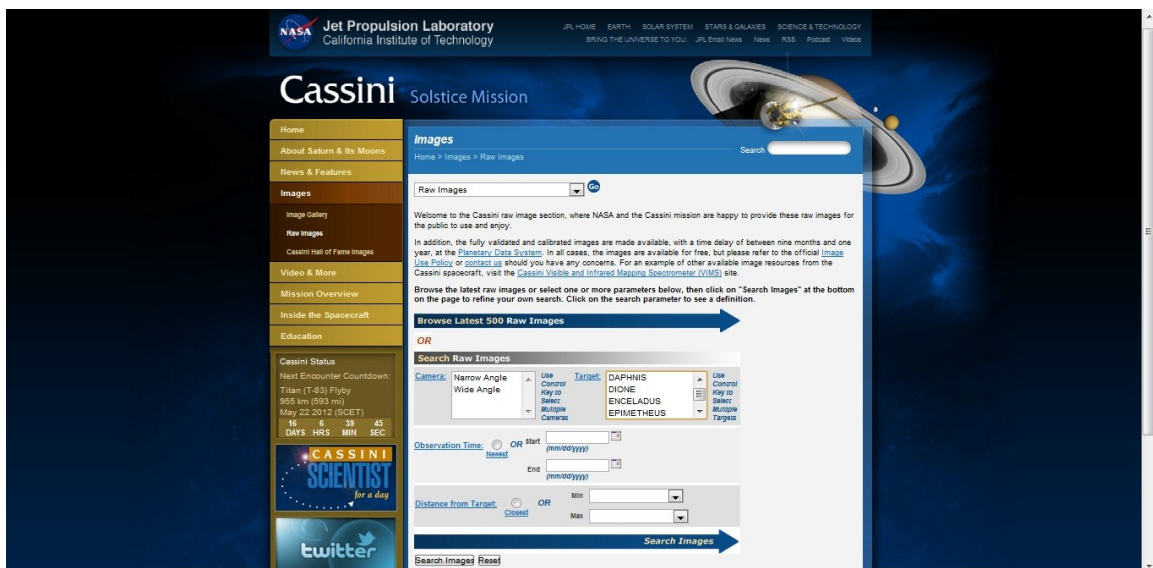 NASA
Jet Propulsion Laboratory
California Institute of Technology
JPL HOME EARTH SOLAR SYSTEM STARS & GALAXIES SCIENCE & TECHNOLOGY
BRING THE UNIVERSE TO YOU: JPL Email News News RSS Podcast Videos
Cassini Solstice Mission
Home
About Saturn & Its Moons
News & Features
Images
Image Gallery
Raw Images
Cassini Hall of Fame Images
Video & More
Mission Overview
Inside the Spacecraft
Education
Cassini Status
Next Encounter Countdown:
Titan (T-83) Flyby
955 km (593 mi)
May 22 2012 (SCET)
16 6 39 45
DAYS HRS MIN SEC
CASSINI
SCIENTIST
for a day
twitter
Images
Home > Images > Raw Images
Search
Raw Images
Go
Welcome to the Cassini raw image section, where NASA and the Cassini mission are happy to provide these raw images for
the public to use and enjoy.
In addition, the fully validated and calibrated images are made available, with a time delay of between nine months and one
year, at the Planetary Data System. In all cases, the images are available for free, but please refer to the official Image
Use Policy or contact us should you have any concerns. For an example of other available image resources from the
Cassini spacecraft, visit the Cassini Visible and Infrared Mapping Spectrometer (VIMS) site.
Browse the latest raw images or select one or more parameters below, then click on "Search Images" at the bottom
on the page to refine your own search. Click on the search parameter to see a definition.
Browse Latest 500 Raw Images
OR
Search Raw Images
Camera:
Narrow Angle
Wide Angle
Use
Control
Key to
Select
Multiple
Cameras
Target:
DAPHNIS
DIONE
ENCELADUS
EPIMETHEUS
Use
Control
Key to
Select
Multiple
Targets
Observation Time:
Newest
OR
Start
(mm/dd/yyyy)
End
(mm/dd/yyyy)
Distance from Target:
Closest
OR
Min
Max
Search Images
Search Images Reset